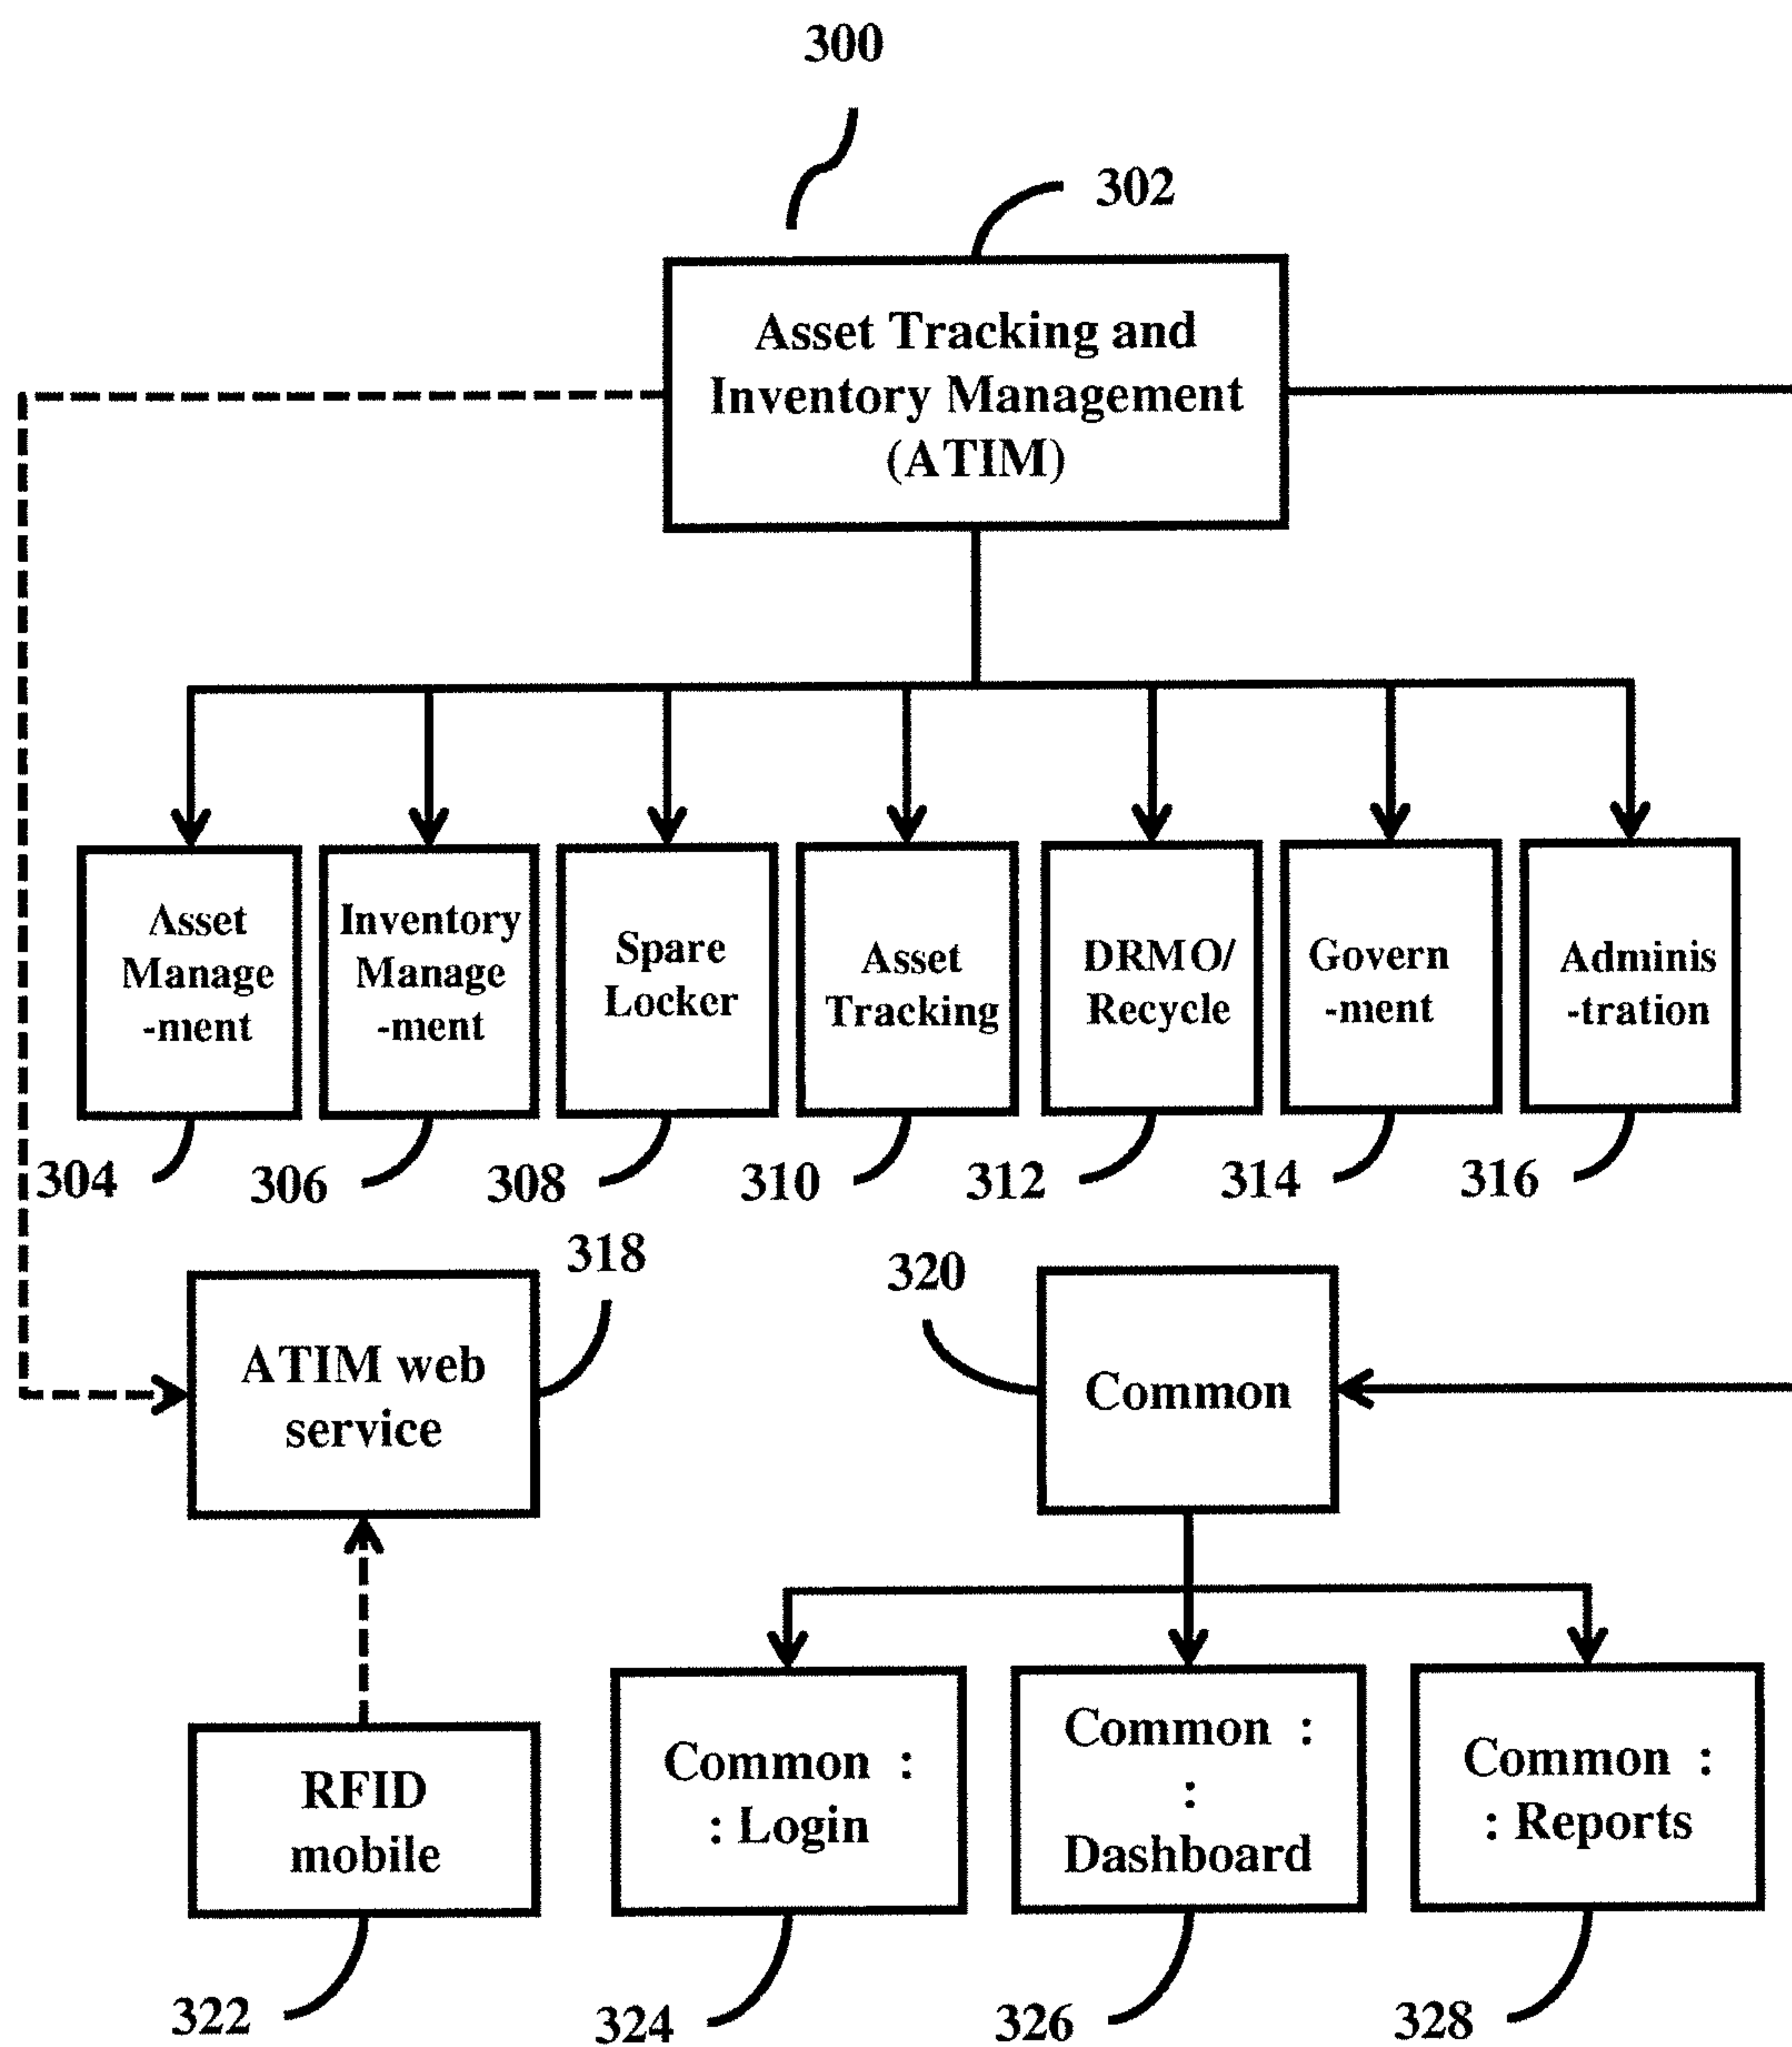 300
302
Asset Tracking and
Inventory Management
(ATIM)
Asset
Manage
-ment
Inventory
Manage
-ment
Spare
Locker
Asset
Tracking
DRMO/
Recycle
Govern
-ment
Adminis
-tration
304
306
308
310
312
314
316
318
320
ATIM web
service
Common
RFID
mobile
Common :
: Login
Common :
:
Dashboard
Common :
: Reports
322
324
326
328